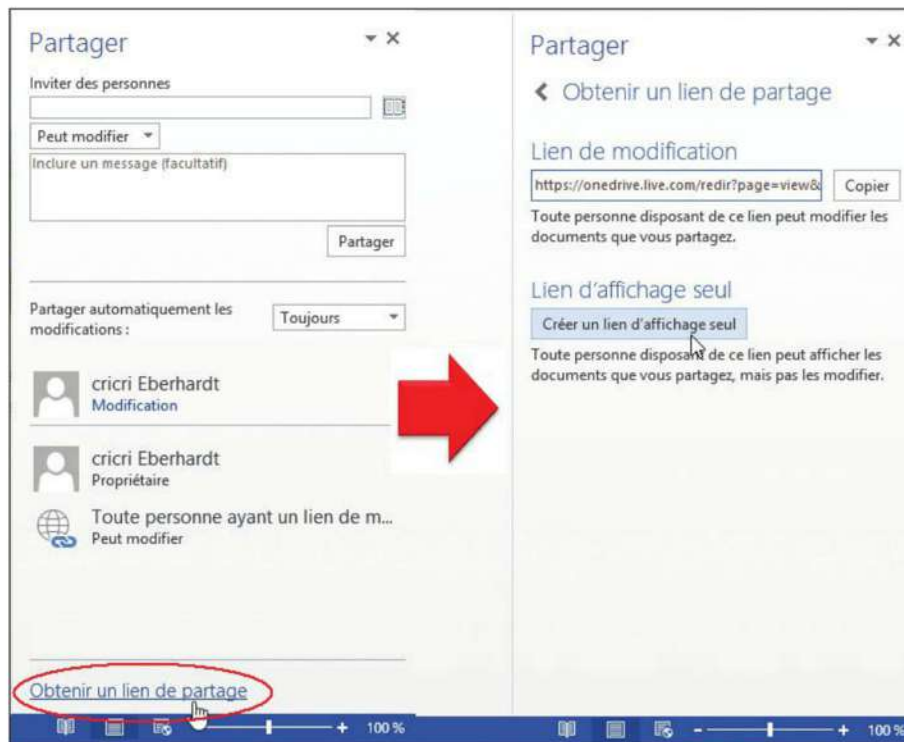 Partager
Inviter des personnes
Peut modifier
Inclure un message (facultatif)
Partager
Partager automatiquement les
modifications :
Toujours
cricri Eberhardt
Modification
cricri Eberhardt
Propriétaire
Toute personne ayant un lien de m...
Peut modifier
Obtenir un lien de partage
100 %
Partager
Obtenir un lien de partage
Lien de modification
https://onedrive.live.com/redir?page=view&
Copier
Toute personne disposant de ce lien peut modifier les
documents que vous partagez.
Lien d'affichage seul
Créer un lien d'affichage seul
Toute personne disposant de ce lien peut afficher les
documents que vous partagez, mais pas les modifier.
100 %